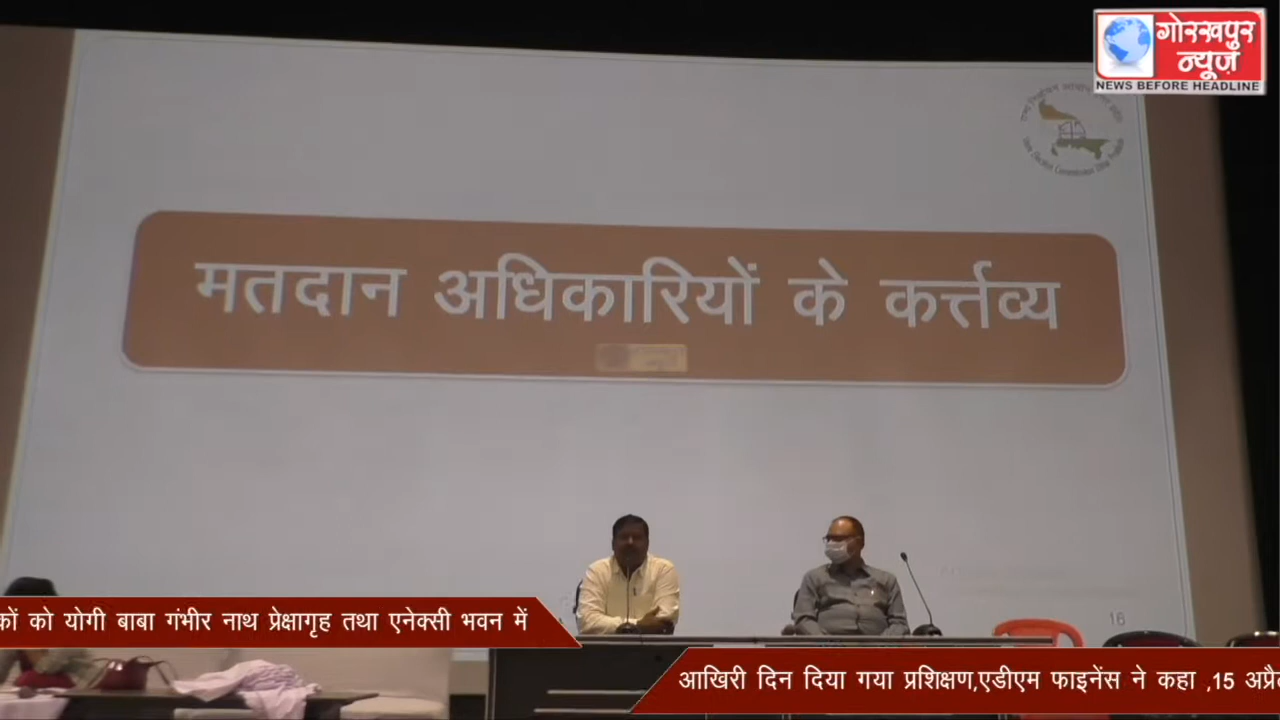 गोरखपुर
न्यूज़
NEWS BEFORE HEADLINE
मतदान अधिकारियों के कर्त्तव्य
16
कों को योगी बाबा गंभीर नाथ प्रेक्षागृह तथा एनेक्सी भवन में
आखिरी दिन दिया गया प्रशिक्षण,एडीएम फाइनेंस ने कहा ,15